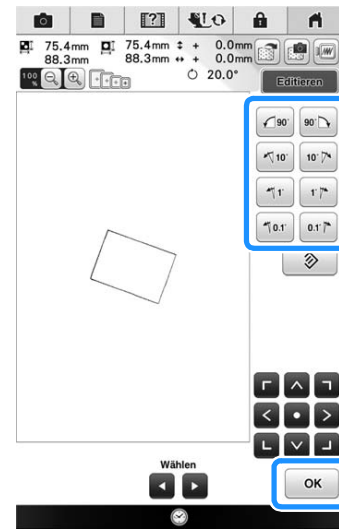 75.4mm 75.4mm + 0.0mm
88.3mm 88.3mm + 0.0mm
100 % 20.0°
Editieren
90° 90°
10° 10°
1° 1°
0.1° 0.1°
Wählen
OK